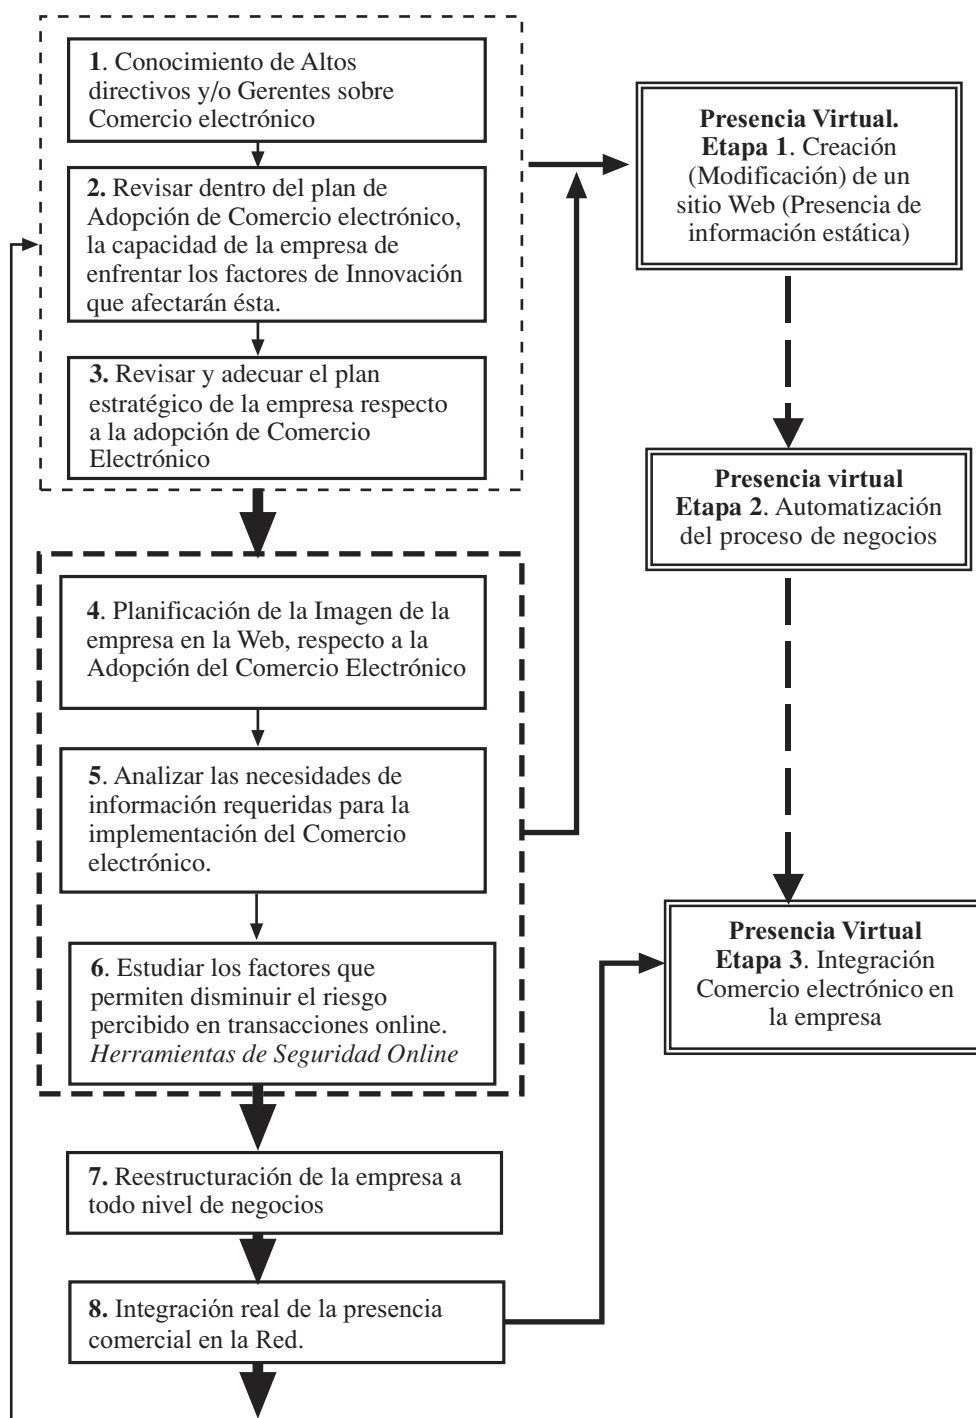 1. Conocimiento de Altos
directivos y/o Gerentes sobre
Comercio electrónico
2. Revisar dentro del plan de
Adopción de Comercio electrónico,
la capacidad de la empresa de
enfrentar los factores de Innovación
que afectarán ésta.
3. Revisar y adecuar el plan
estratégico de la empresa respecto
a la adopción de Comercio
Electrónico
4. Planificación de la Imagen de la
empresa en la Web, respecto a la
Adopción del Comercio Electrónico
5. Analizar las necesidades de
información requeridas para la
implementación del Comercio
electrónico.
6. Estudiar los factores que
permiten disminuir el riesgo
percibido en transacciones online.
Herramientas de Seguridad Online
7. Reestructuración de la empresa a
todo nivel de negocios
8. Integración real de la presencia
comercial en la Red.
Presencia Virtual.
Etapa 1. Creación
(Modificación) de un
sitio Web (Presencia de
información estática)
Presencia virtual
Etapa 2. Automatización
del proceso de negocios
Presencia Virtual
Etapa 3. Integración
Comercio electrónico en
la empresa